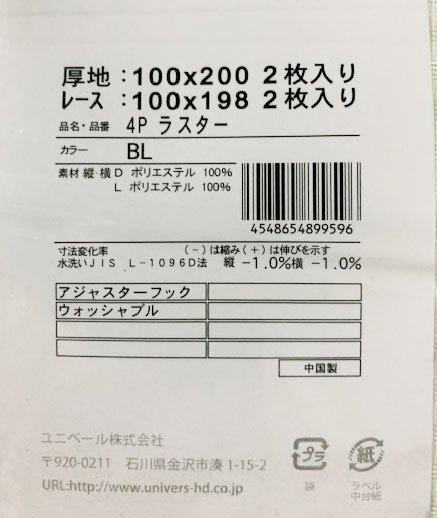 厚地：100x200 2枚入り
レース：100x198 2枚入り
品名・品番 4P ラスター
カラー BL
素材 縦・横 D ポリエステル 100%
L ポリエステル 100%
4548654899596
寸法変化率 (-)は縮み(+)は伸びを示す
水洗いJIS L-1096D法 縦 -1.0%横 -1.0%
アジャスターフック
ウォッシャブル
中国製
ユニベール株式会社
〒920-0211 石川県金沢市湊 1-15-2
URL:http://www.univers-hd.co.jp
プラ
袋
紙
ラベル
中台紙